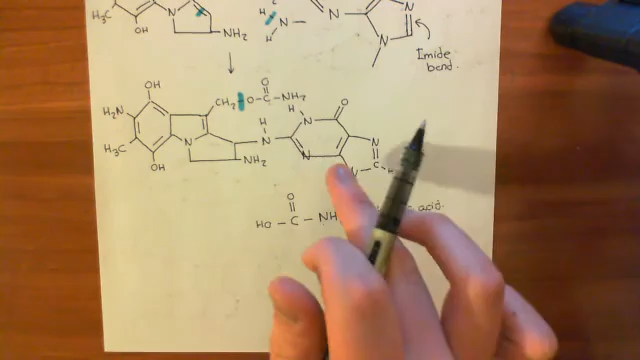 H₃C
OH
NH₂
H
N
H
N
N
N
N
Imide
bond.
OH
CH₂
O
O-C-NH₂
H₂N
H₃C
OH
N
NH₂
H
N
H
N
O
N
N
C
N
O
HO - C - NH
acid.